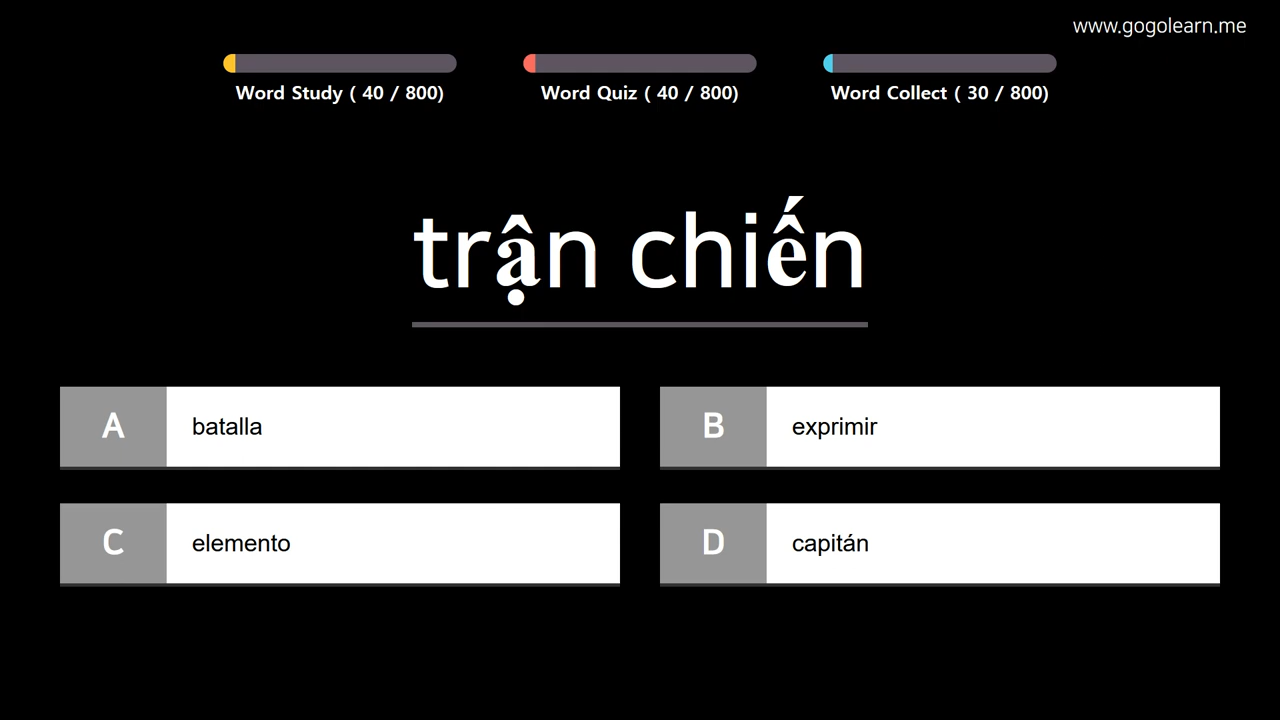 www.gogolearn.me
Word Study ( 40 / 800)
Word Quiz ( 40 / 800)
Word Collect ( 30 / 800)
trận chiến
A batalla
B exprimir
C elemento
D capitán